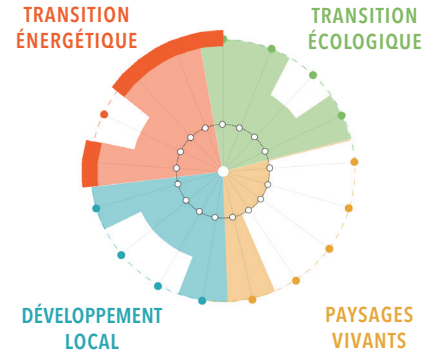 TRANSITION
ÉNERGÉTIQUE
TRANSITION
ÉCOLOGIQUE
DÉVELOPPEMENT
LOCAL
PAYSAGES
VIVANTS